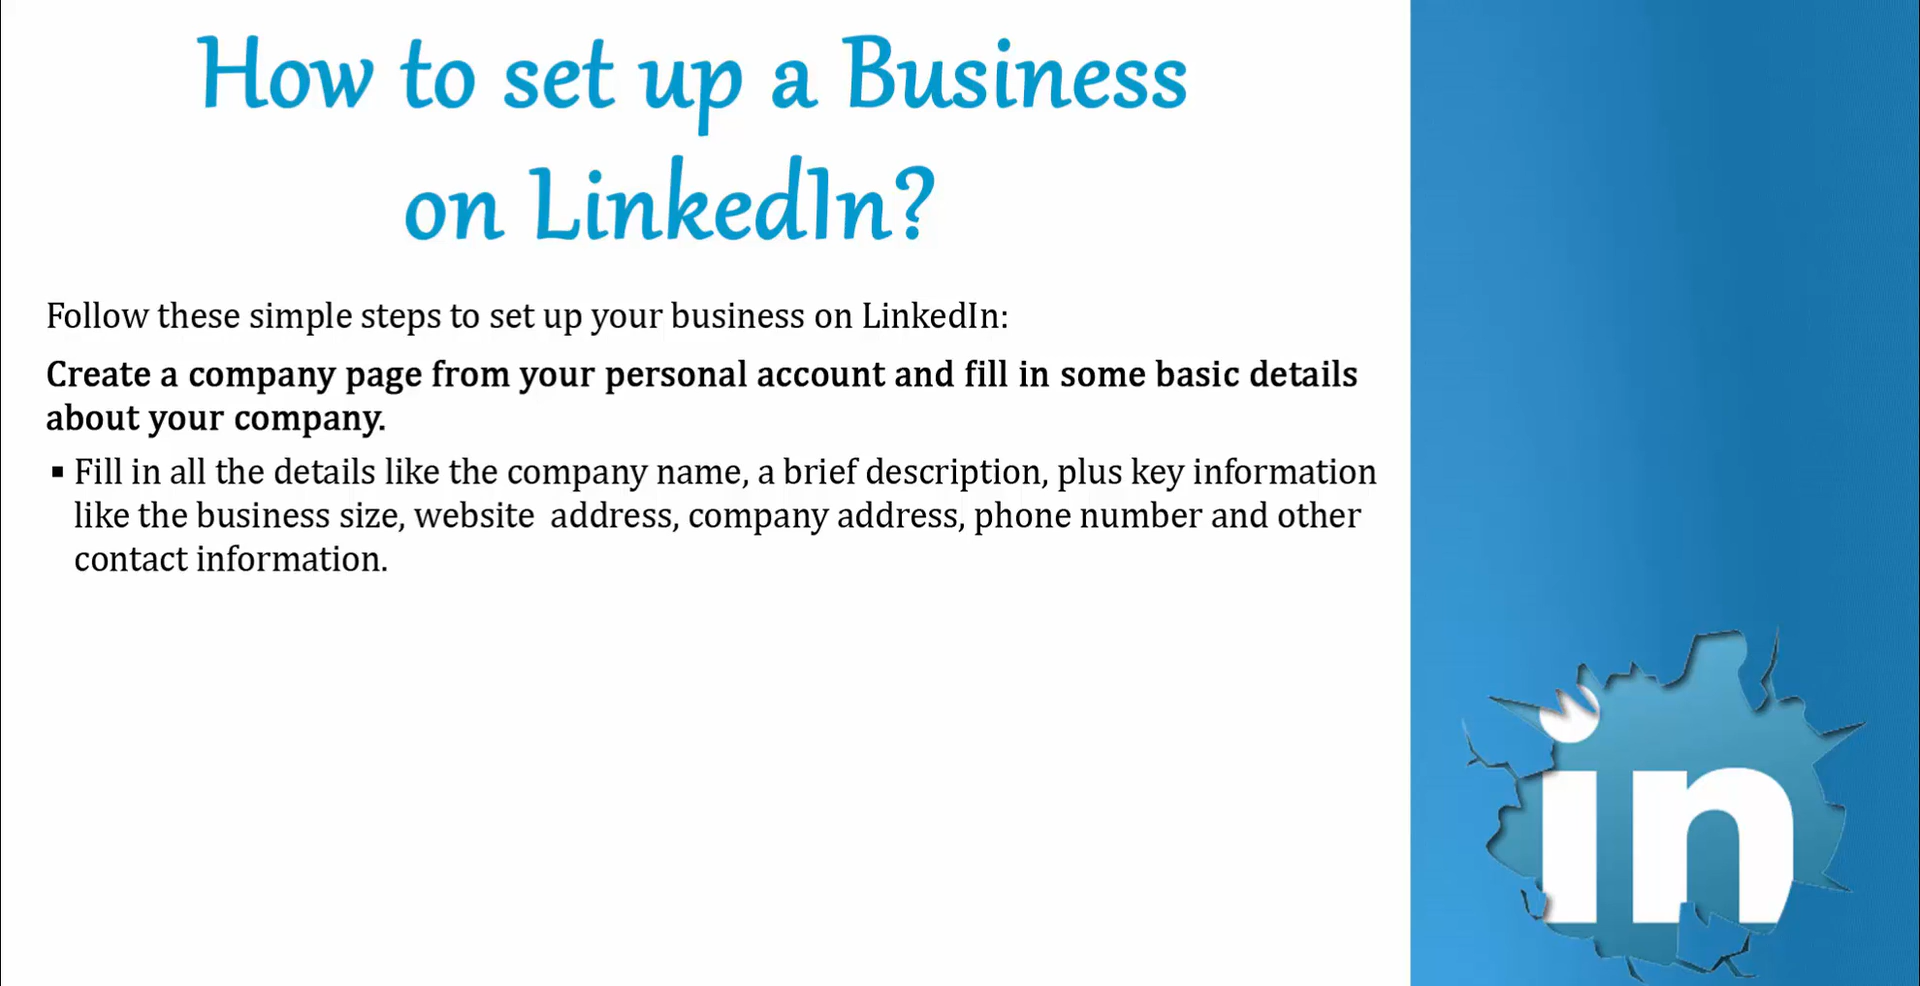 How to set up a Business
on LinkedIn?
Follow these simple steps to set up your business on LinkedIn:
Create a company page from your personal account and fill in some basic details
about your company.
▪ Fill in all the details like the company name, a brief description, plus key information
like the business size, website  address, company address, phone number and other
contact information.
in